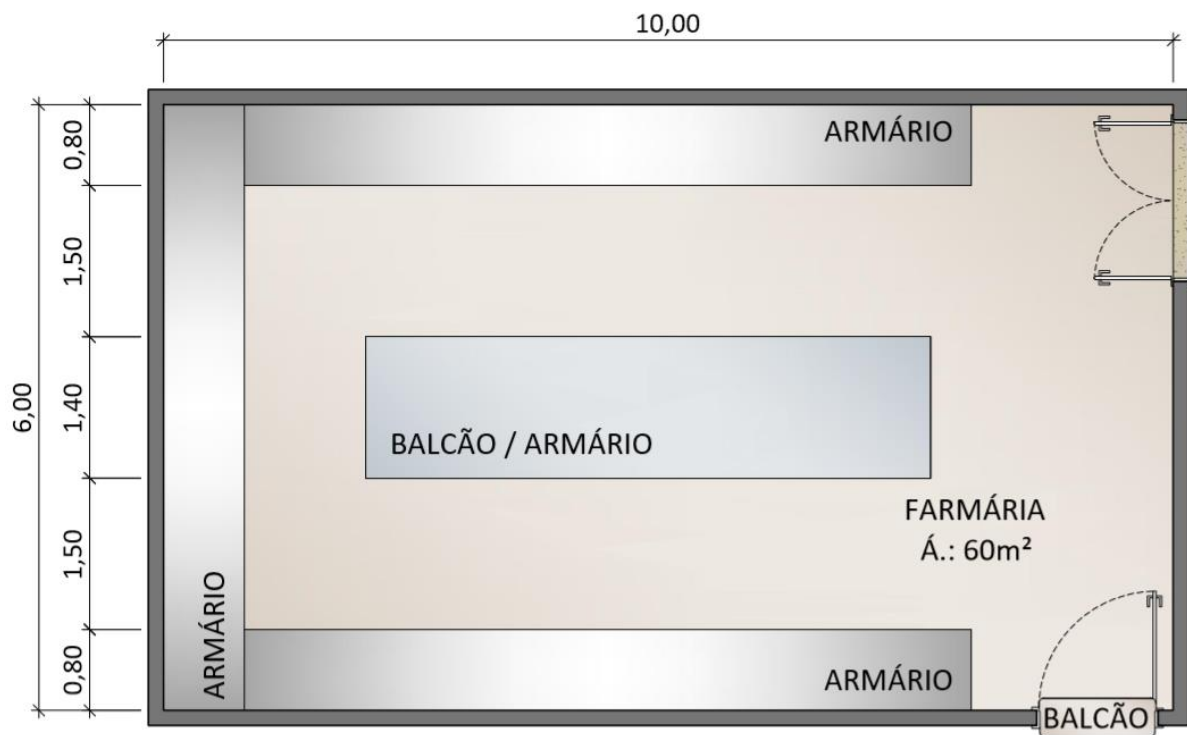 10,00
0,80
ARMÁRIO
1,50
6,00
1,40
BALCÃO / ARMÁRIO
FARMÁRIA
Á.: 60m²
1,50
ARMÁRIO
0,80
ARMÁRIO
BALCÃO